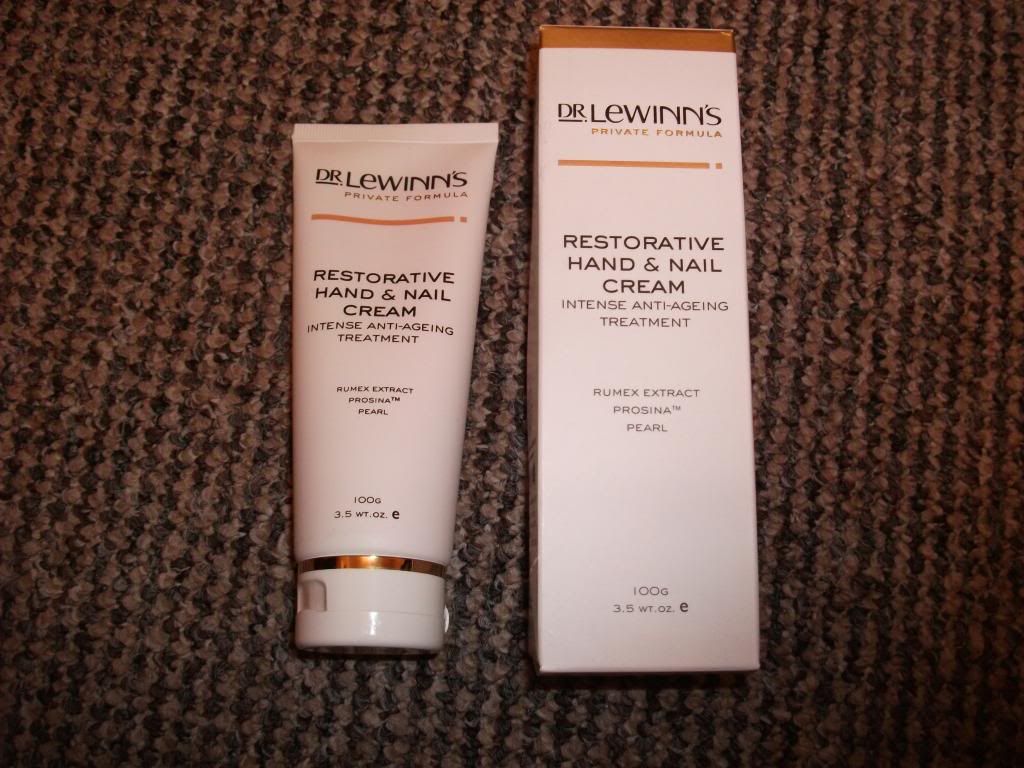 DR. LEWINN'S
PRIVATE FORMULA
RESTORATIVE
HAND & NAIL
CREAM
INTENSE ANTI-AGEING
TREATMENT
RUMEX EXTRACT
PROSINA™
PEARL
100G
3.5 WT.OZ. e
DR. LEWINN'S
PRIVATE FORMULA
RESTORATIVE
HAND & NAIL
CREAM
INTENSE ANTI-AGEING
TREATMENT
RUMEX EXTRACT
PROSINA™
PEARL
100G
3.5 WT.OZ. e